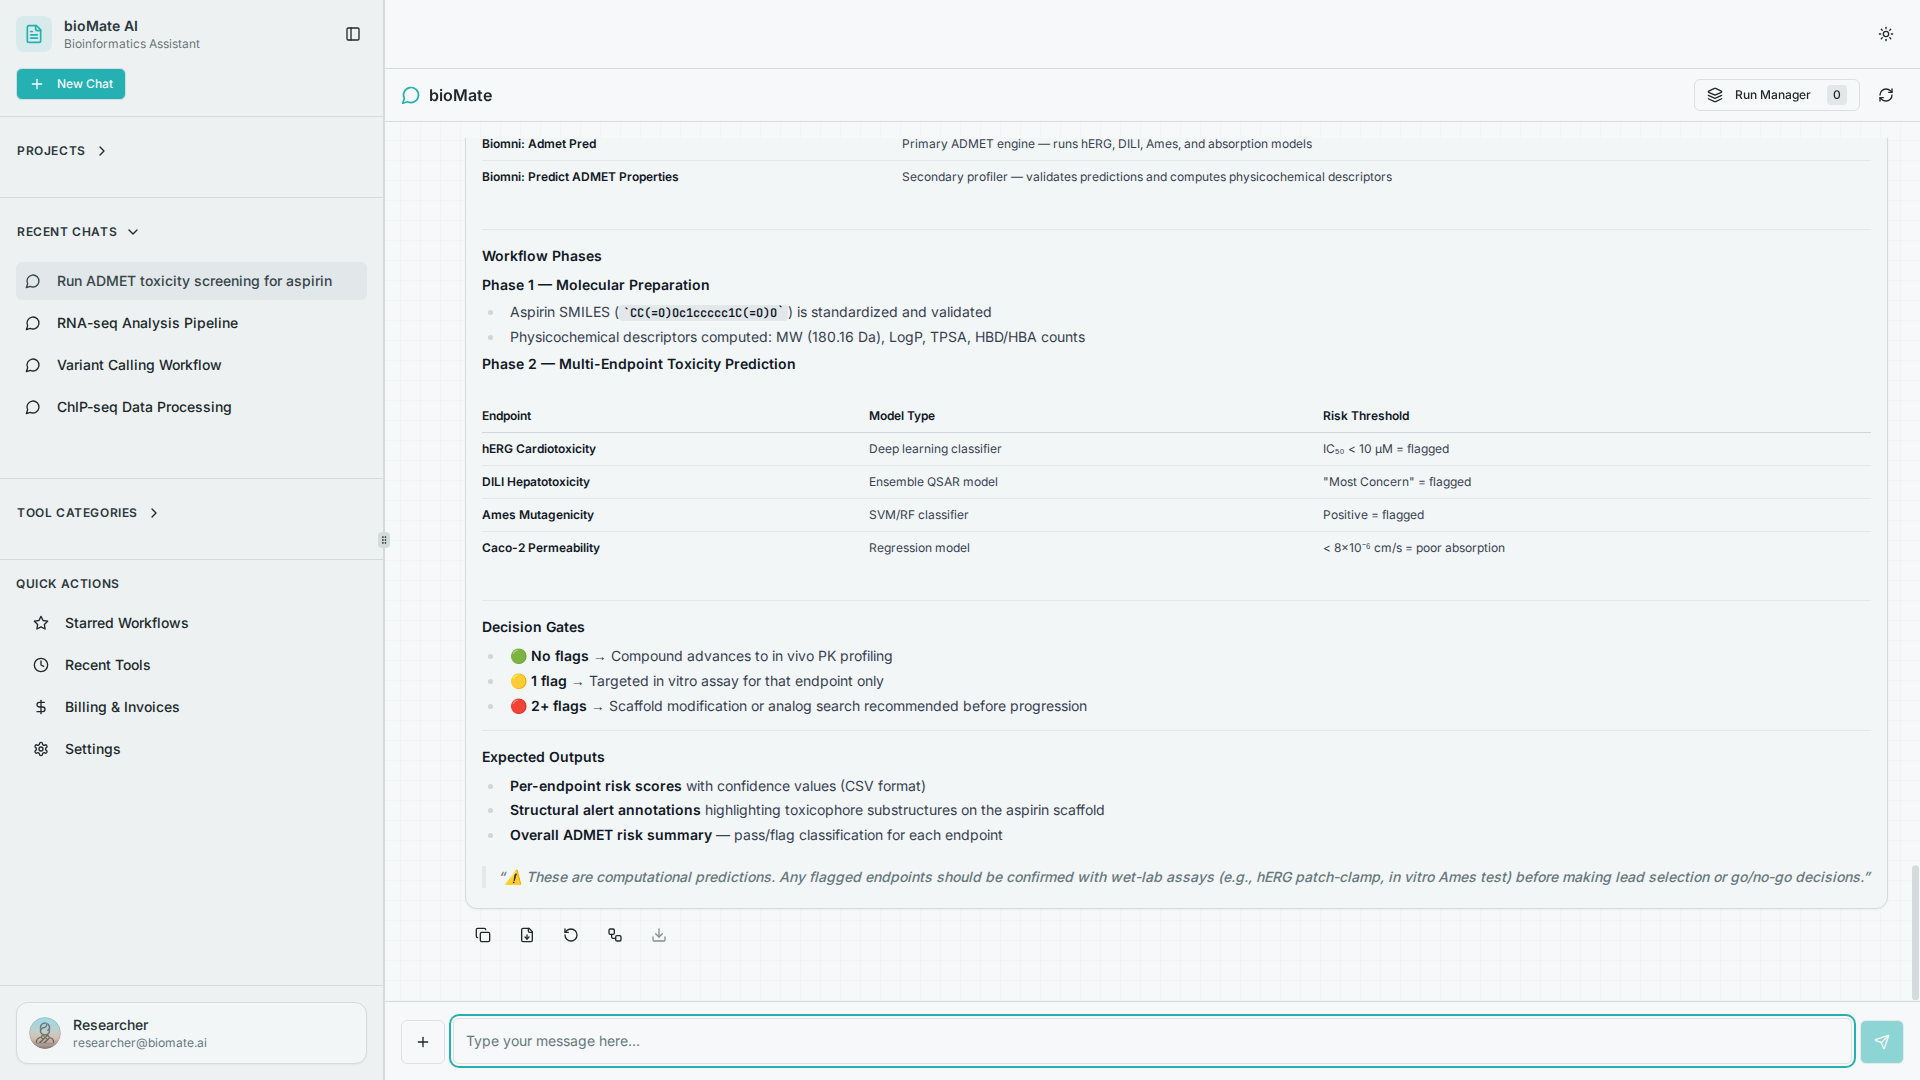 bioMate AI
Bioinformatics Assistant
New Chat
PROJECTS
RECENT CHATS
Run ADMET toxicity screening for aspirin
RNA-seq Analysis Pipeline
Variant Calling Workflow
ChIP-seq Data Processing
TOOL CATEGORIES
QUICK ACTIONS
Starred Workflows
Recent Tools
Billing & Invoices
Settings
Researcher
researcher@biomate.ai
bioMate
Run Manager 0
Biomni: Admet Pred Primary ADMET engine — runs hERG, DILI, Ames, and absorption models
Biomni: Predict ADMET Properties Secondary profiler — validates predictions and computes physicochemical descriptors
Workflow Phases
Phase 1 — Molecular Preparation
Aspirin SMILES (`CC(=O)Oc1ccccc1C(=O)O`) is standardized and validated
Physicochemical descriptors computed: MW (180.16 Da), LogP, TPSA, HBD/HBA counts
Phase 2 — Multi-Endpoint Toxicity Prediction
Endpoint Model Type Risk Threshold
hERG Cardiotoxicity Deep learning classifier IC₅₀ < 10 µM = flagged
DILI Hepatotoxicity Ensemble QSAR model "Most Concern" = flagged
Ames Mutagenicity SVM/RF classifier Positive = flagged
Caco-2 Permeability Regression model < 8×10⁻⁶ cm/s = poor absorption
Decision Gates
🟢 No flags → Compound advances to in vivo PK profiling
🟡 1 flag → Targeted in vitro assay for that endpoint only
🔴 2+ flags → Scaffold modification or analog search recommended before progression
Expected Outputs
Per-endpoint risk scores with confidence values (CSV format)
Structural alert annotations highlighting toxicophore substructures on the aspirin scaffold
Overall ADMET risk summary — pass/flag classification for each endpoint
“⚠️ These are computational predictions. Any flagged endpoints should be confirmed with wet-lab assays (e.g., hERG patch-clamp, in vitro Ames test) before making lead selection or go/no-go decisions.”
Type your message here...